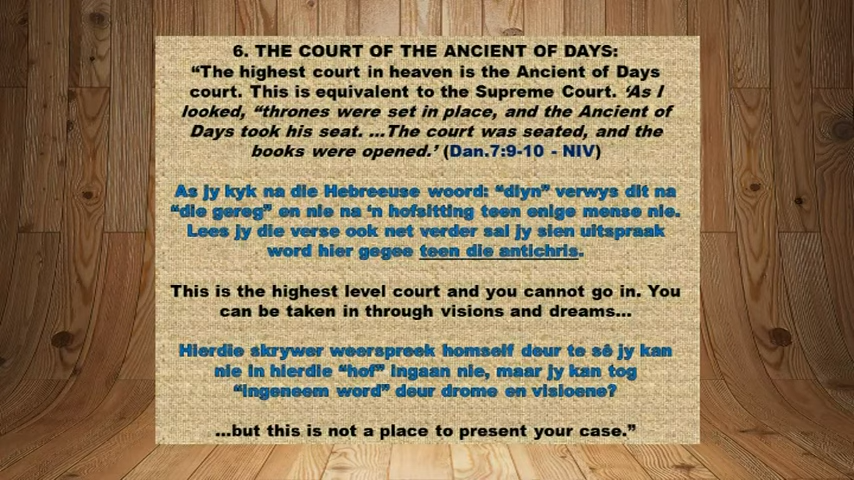 6. THE COURT OF THE ANCIENT OF DAYS:
“The highest court in heaven is the Ancient of Days
court. This is equivalent to the Supreme Court. ‘As I
looked, “thrones were set in place, and the Ancient of
Days took his seat. …The court was seated, and the
books were opened.’ (Dan.7:9-10 - NIV)
As jy kyk na die Hebreeuse woord: “diyn” verwys dit na
“die gereg” en nie na ‘n hofsitting teen enige mense nie.
Lees jy die verse ook net verder sal jy sien uitspraak
word hier gegee teen die antichris.
This is the highest level court and you cannot go in. You
can be taken in through visions and dreams…
Hierdie skrywer weerspreek homself deur te sê jy kan
nie in hierdie “hof” ingaan nie, maar jy kan tog
“ingeneem word” deur drome en visioene?
…but this is not a place to present your case.”